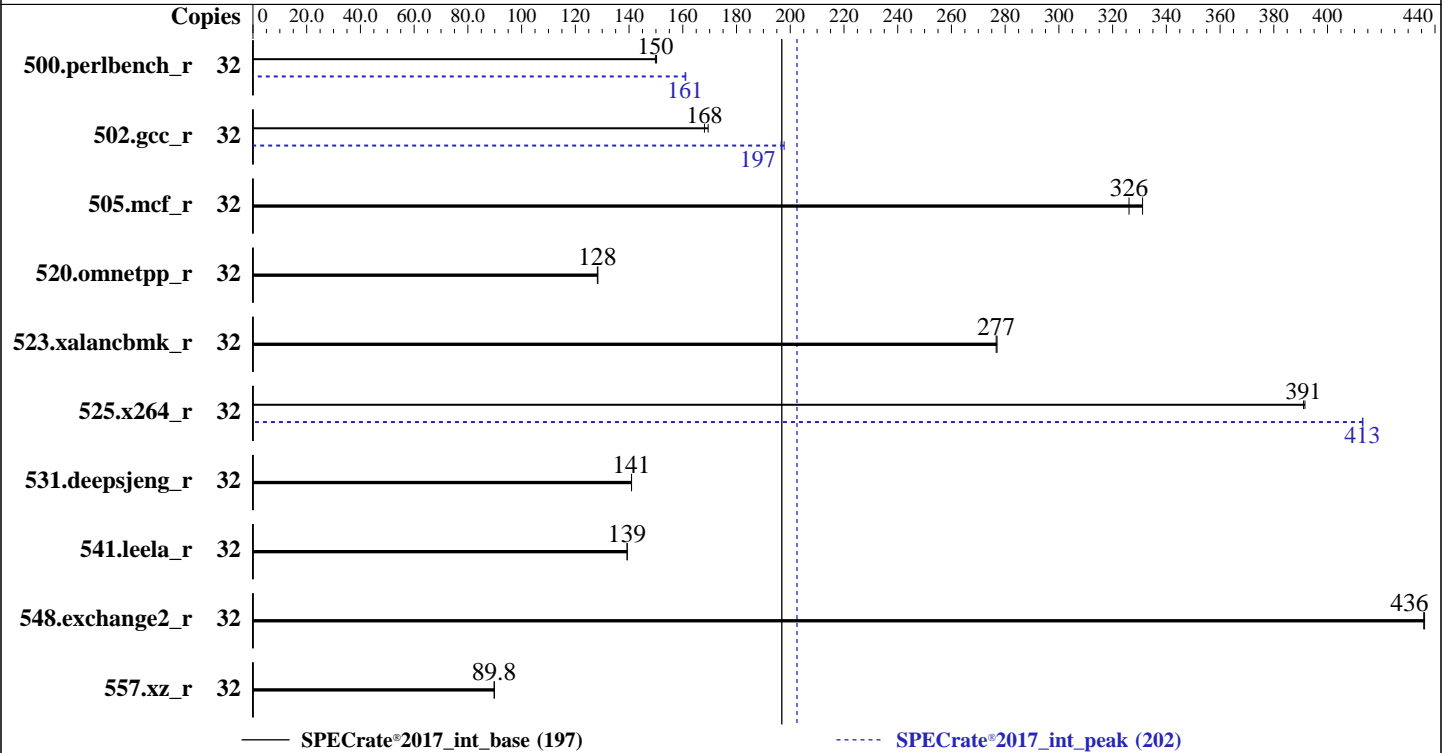 Copies 0 20.0 40.0 60.0 80.0 100 120 140 160 180 200 220 240 260 280 300 320 340 360 380 400 440
150
500.perlbench_r 32
161
168
502.gcc_r 32
197
326
505.mcf_r 32
128
520.omnetpp_r 32
277
523.xalancbmk_r 32
391
525.x264_r 32
413
141
531.deepsjeng_r 32
139
541.leela_r 32
436
548.exchange2_r 32
89.8
557.xz_r 32
SPECrate®2017_int_base (197) SPECrate®2017_int_peak (202)